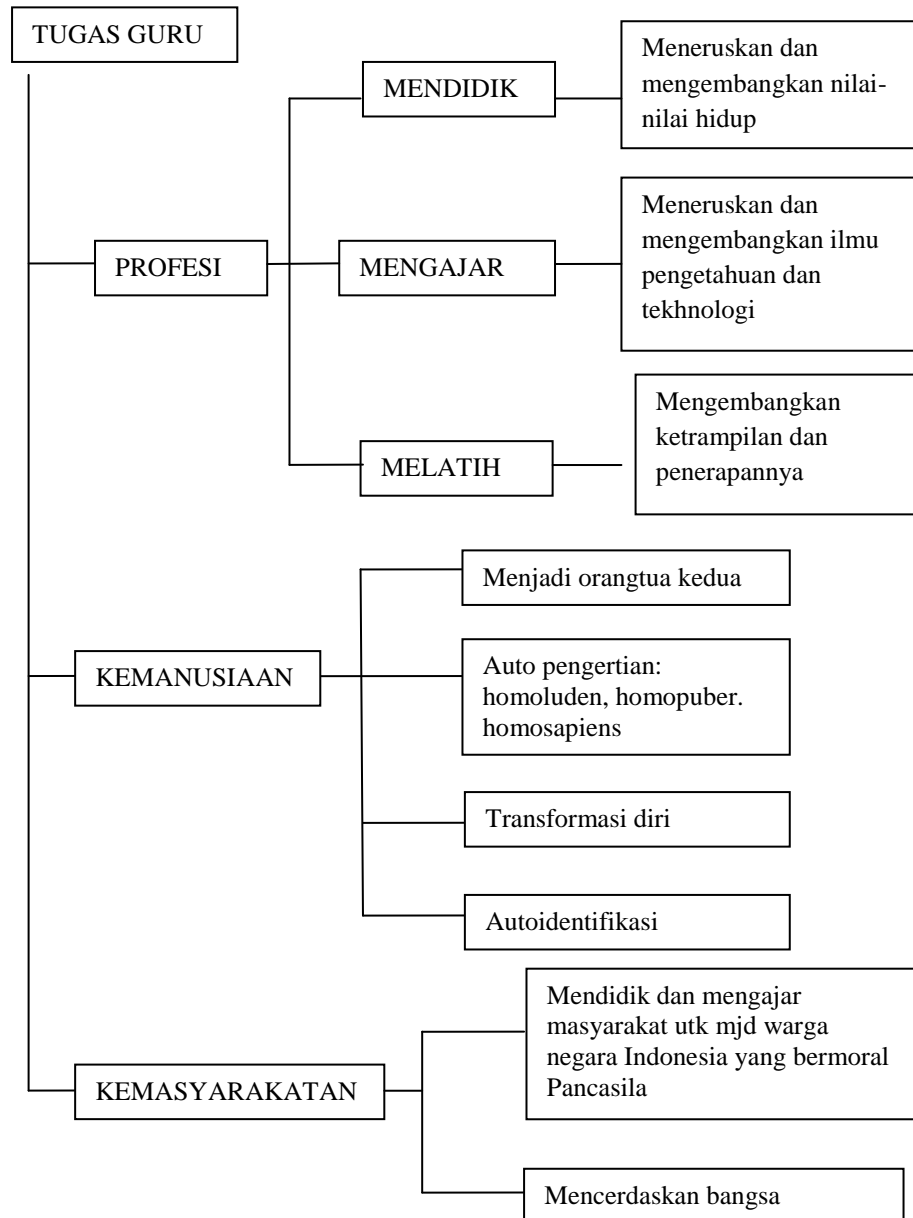 TUGAS GURU
MENDIDIK
Meneruskan dan
mengembangkan nilai-
nilai hidup
PROFESI
MENGAJAR
Meneruskan dan
mengembangkan ilmu
pengetahuan dan
tekhnologi
MELATIH
Mengembangkan
ketrampilan dan
penerapannya
KEMANUSIAAN
Menjadi orangtua kedua
Auto pengertian:
homoluden, homopuber.
homosapiens
Transformasi diri
Autoidentifikasi
KEMASYARAKATAN
Mendidik dan mengajar
masyarakat utk mjd warga
negara Indonesia yang bermoral
Pancasila
Mencerdaskan bangsa